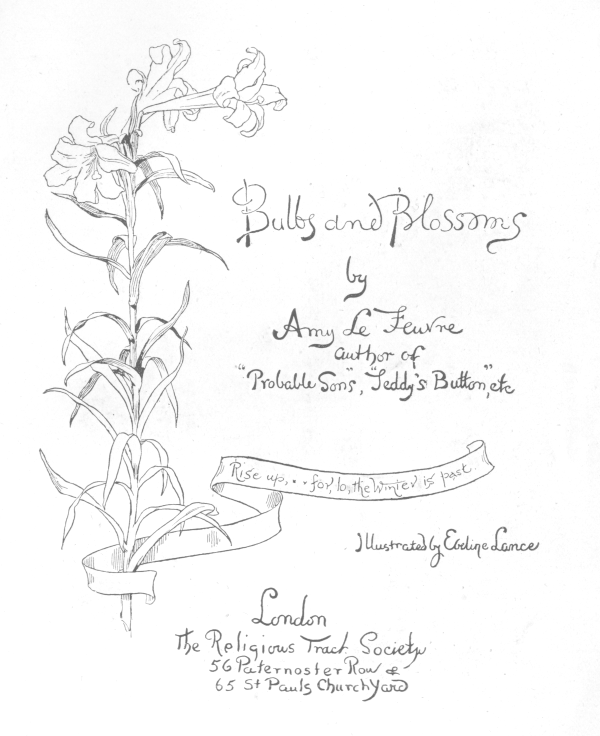 Bulbs and Blossoms
by
Amy Le Feuvre
author of
"Probable Sons", "Teddy's Button", etc
Rise up, . . for, lo, the Winter is past.
Illustrated by Eveline Lance
London
The Religious Tract Society
56 Paternoster Row &
65 St Pauls Churchyard